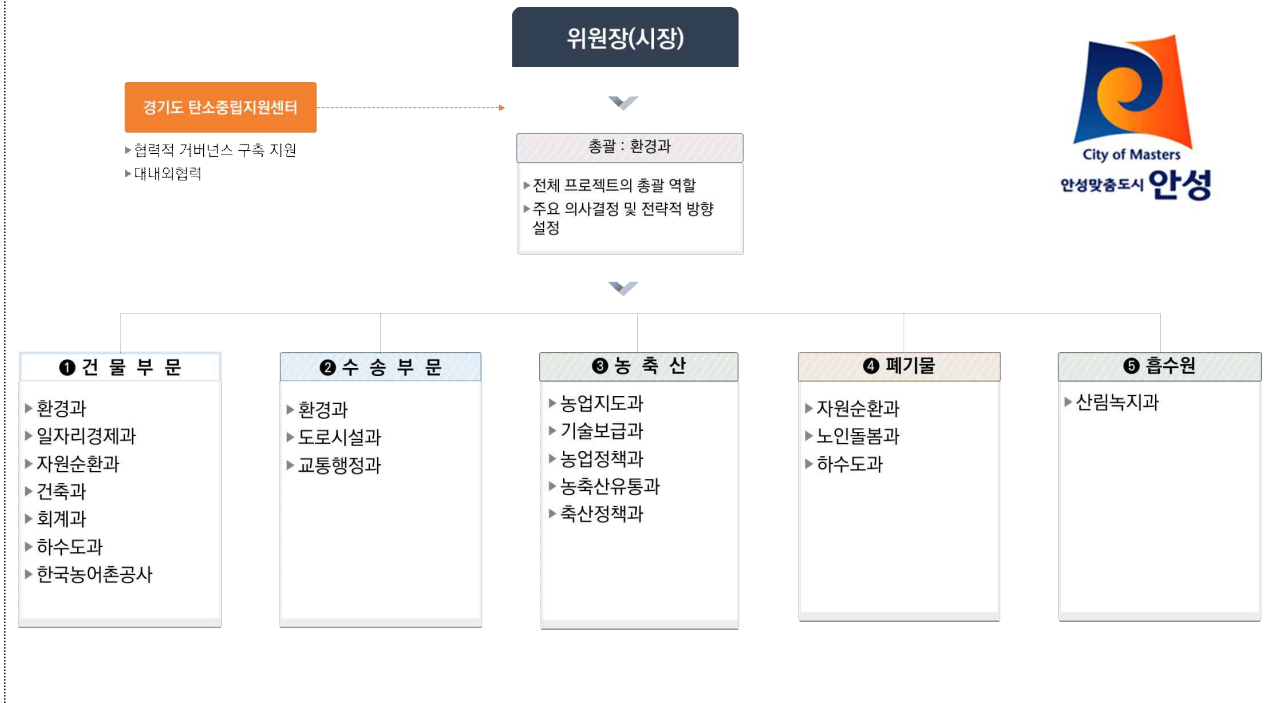 위원장(시장)
경기도 탄소중립지원센터
▶협력적 거버넌스 구축 지원
▶대내외협력
총괄 : 환경과
▶전체 프로젝트의 총괄 역할
▶주요 의사결정 및 전략적 방향
설정
City of Masters
안성맞춤도시 안성
❶ 건 물 부 문
▶환경과
▶일자리경제과
▶자원순환과
▶건축과
▶회계과
▶하수도과
▶한국농어촌공사
❷ 수 송 부 문
▶환경과
▶도로시설과
▶교통행정과
❸ 농 축 산
▶농업지도과
▶기술보급과
▶농업정책과
▶농축산유통과
▶축산정책과
❹ 폐기물
▶자원순환과
▶노인돌봄과
▶하수도과
❺ 흡수원
▶산림녹지과